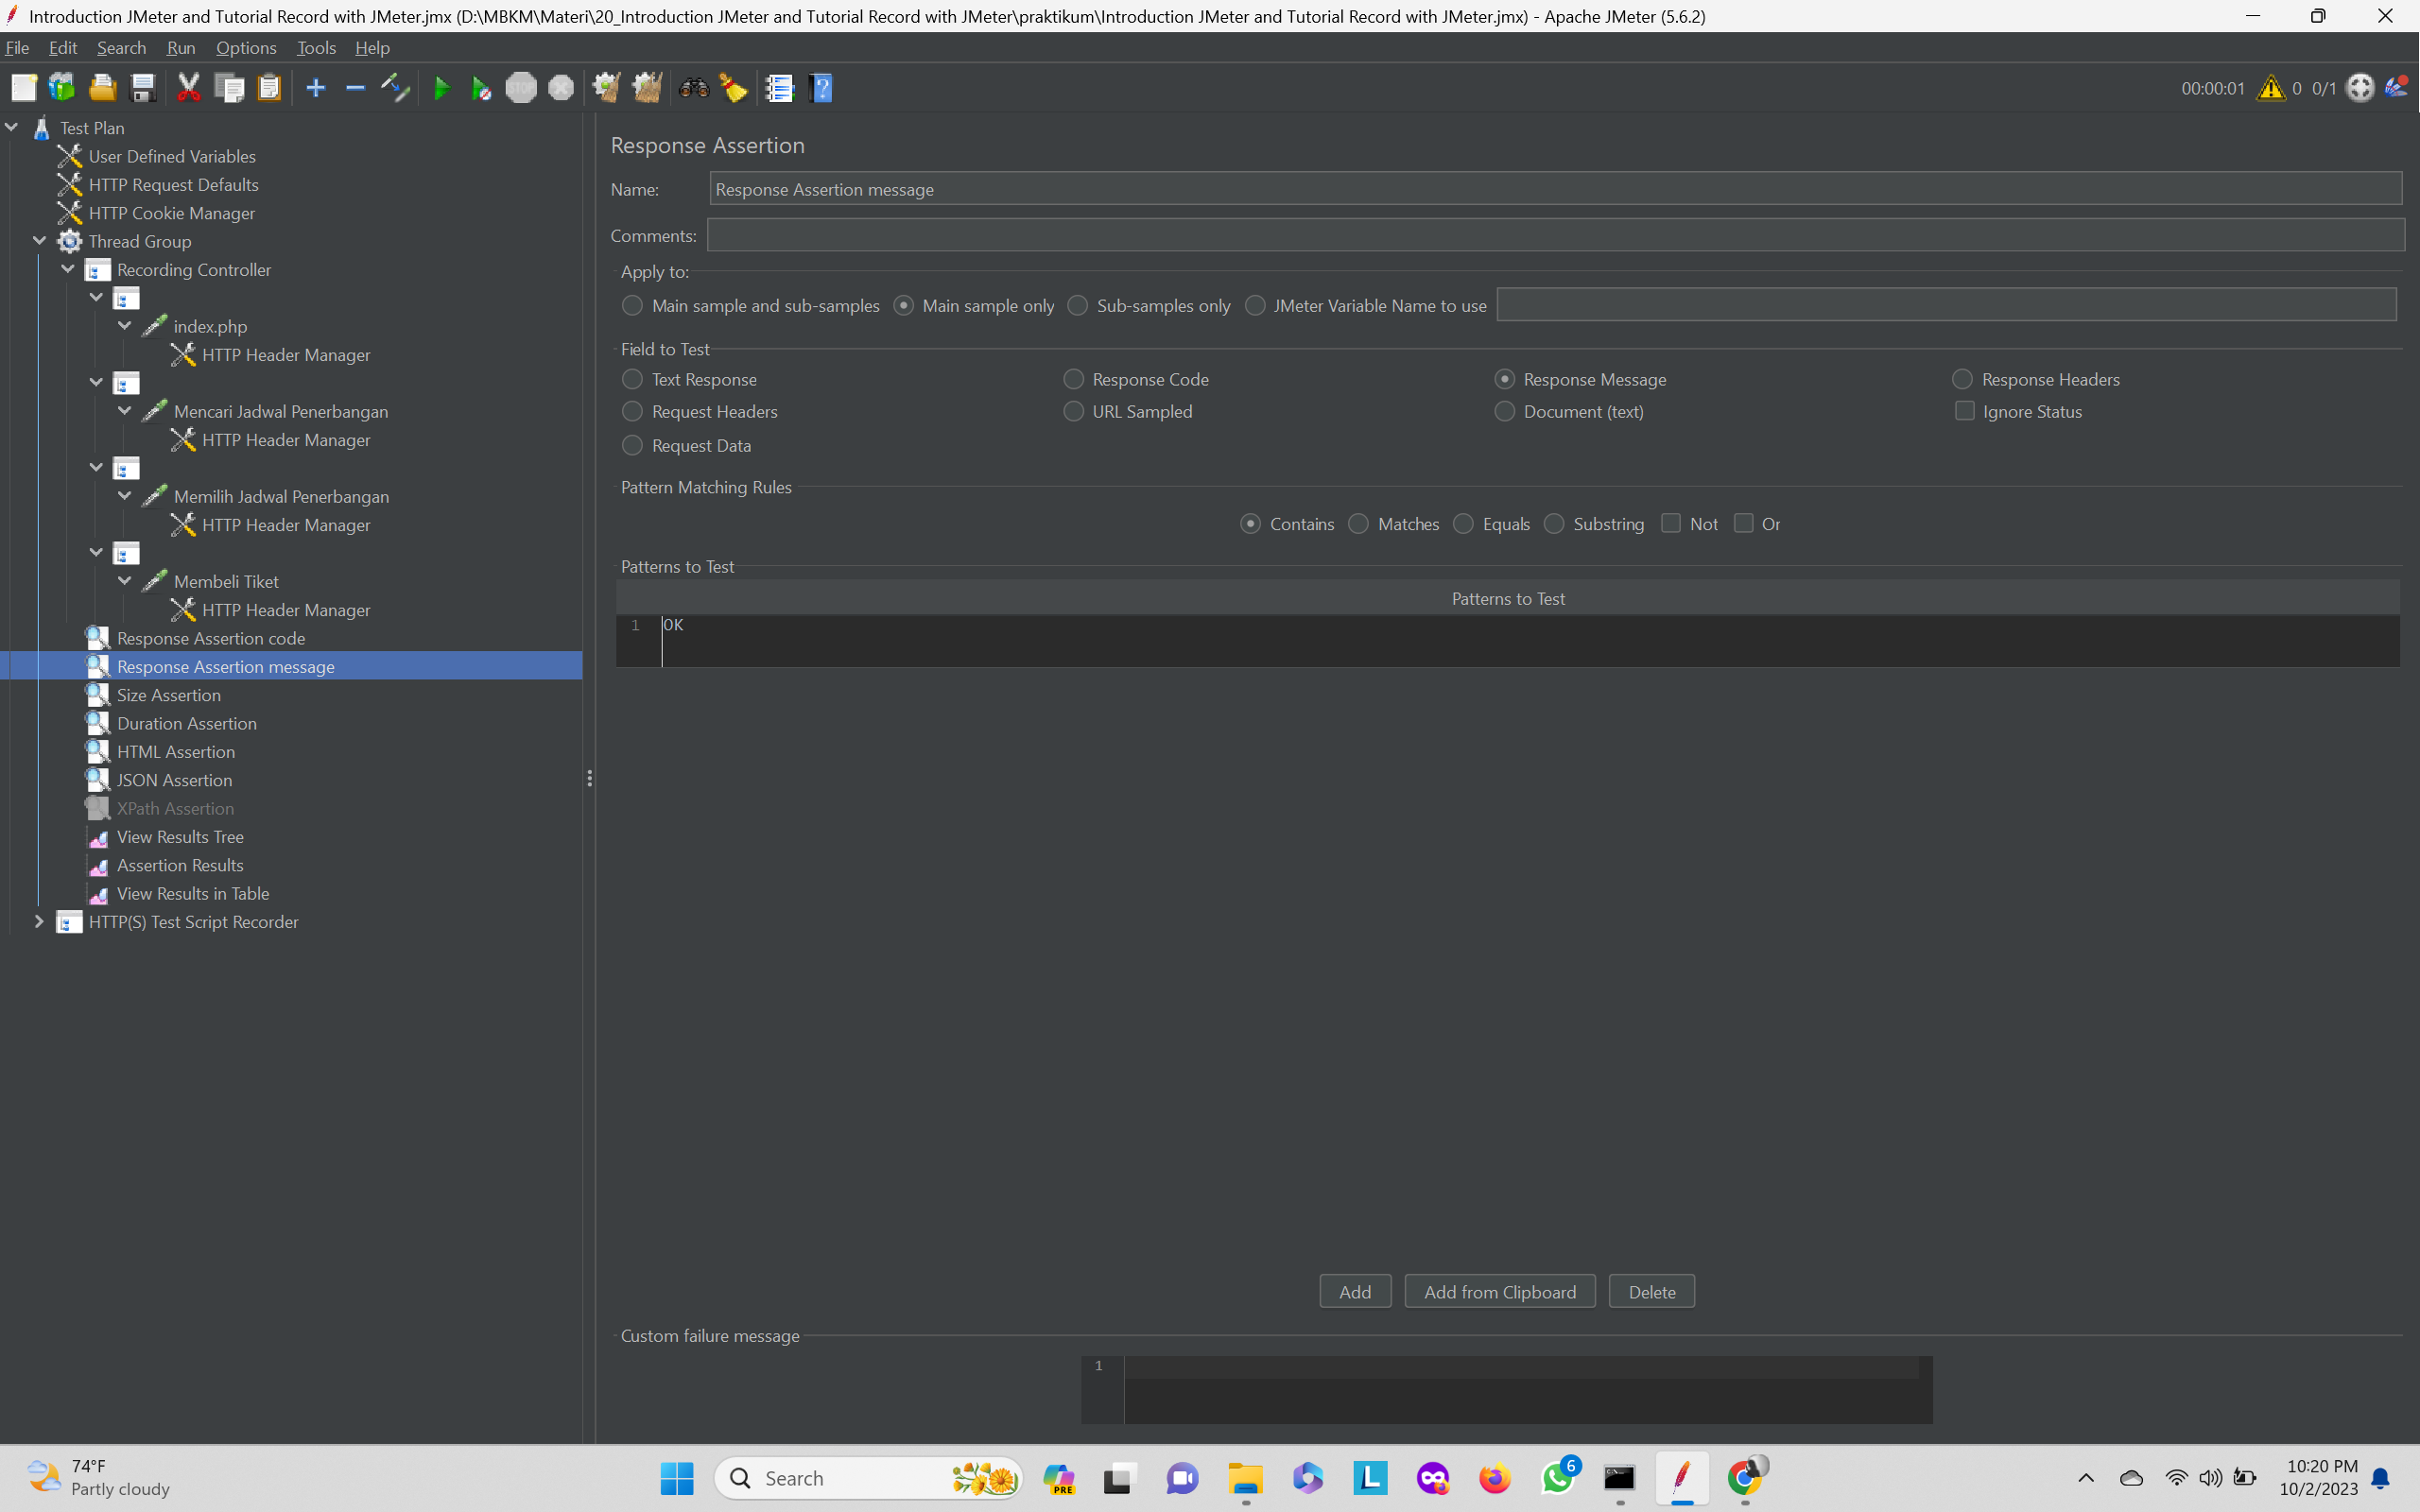 Introduction JMeter and Tutorial Record with JMeter.jmx (D:\MBKM\Materi\20_Introduction JMeter and Tutorial Record with JMeter\praktikum\Introduction JMeter and Tutorial Record with JMeter.jmx) - Apache JMeter (5.6.2)
File Edit Search Run Options Tools Help
STOP 00:00:01 0 0/1
Test Plan
User Defined Variables
HTTP Request Defaults
HTTP Cookie Manager
Thread Group
Recording Controller
index.php
HTTP Header Manager
Mencari Jadwal Penerbangan
HTTP Header Manager
Memilih Jadwal Penerbangan
HTTP Header Manager
Membeli Tiket
HTTP Header Manager
Response Assertion code
Response Assertion message
Size Assertion
Duration Assertion
HTML Assertion
JSON Assertion
XPath Assertion
View Results Tree
Assertion Results
View Results in Table
HTTP(S) Test Script Recorder
Response Assertion
Name: Response Assertion message
Comments:
Apply to:
Main sample and sub-samples Main sample only Sub-samples only JMeter Variable Name to use
Field to Test
Text Response Response Code Response Message Response Headers
Request Headers URL Sampled Document (text) Ignore Status
Request Data
Pattern Matching Rules
Contains Matches Equals Substring Not Or
Patterns to Test
Patterns to Test
1 OK
Add Add from Clipboard Delete
Custom failure message
1
74°F
Partly cloudy
Search
PRE
L
6
10:20 PM
10/2/2023